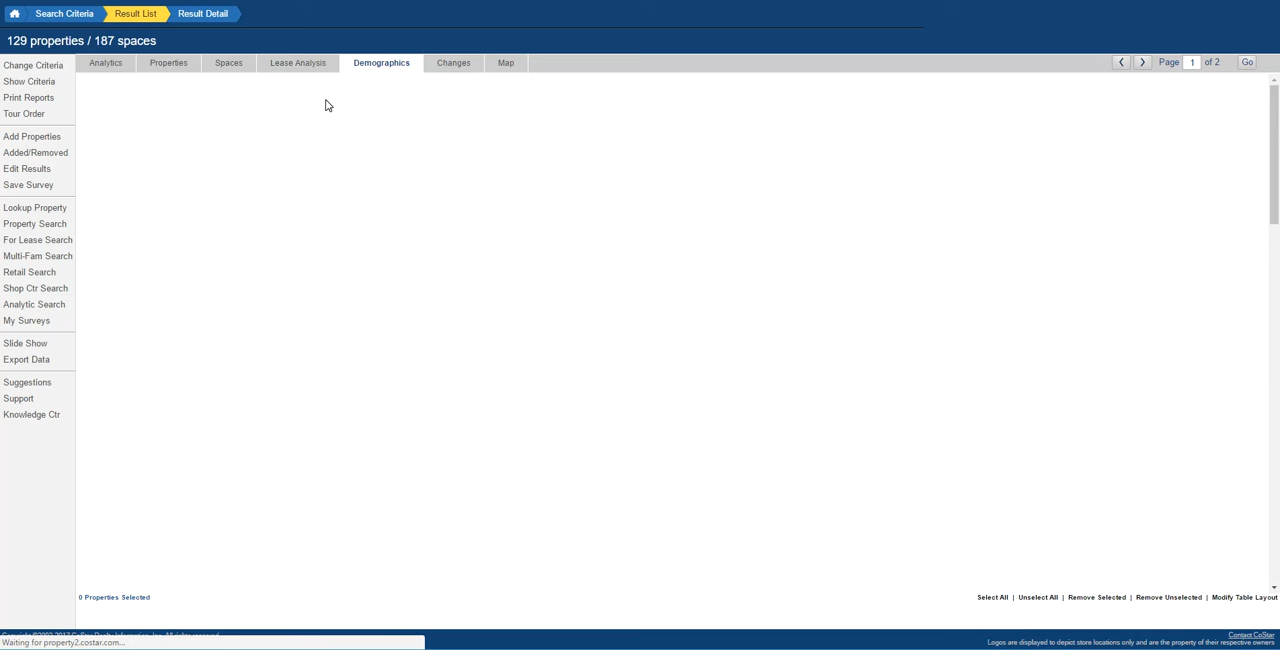 Search Criteria Result List Result Detail
129 properties / 187 spaces
Analytics Properties Spaces Lease Analysis Demographics Changes Map Page 1 of 2 Go
Change Criteria
Show Criteria
Print Reports
Tour Order
Add Properties
Added/Removed
Edit Results
Save Survey
Lookup Property
Property Search
For Lease Search
Multi-Fam Search
Retail Search
Shop Ctr Search
Analytic Search
My Surveys
Slide Show
Export Data
Suggestions
Support
Knowledge Ctr
0 Properties Selected Select All | Unselect All | Remove Selected | Remove Unselected | Modify Table Layout
Contact CoStar
Waiting for property2.costar.com...
Logos are displayed to depict store locations only and are the property of their respective owners